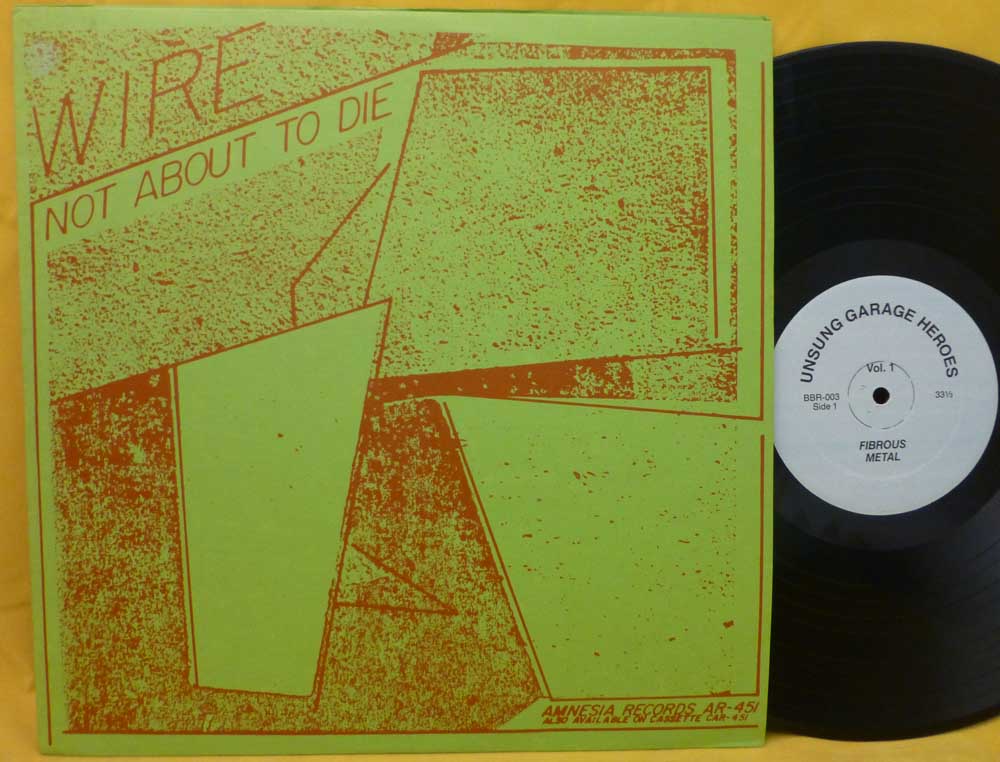 WIRE
NOT ABOUT TO DIE
AMNESIA RECORDS AR-451
ALSO AVAILABLE ON CASSETTE CAR-451
UNSUNG GARAGE HEROES
Vol. 1
BBR-003
Side 1
33⅓
FIBROUS
METAL